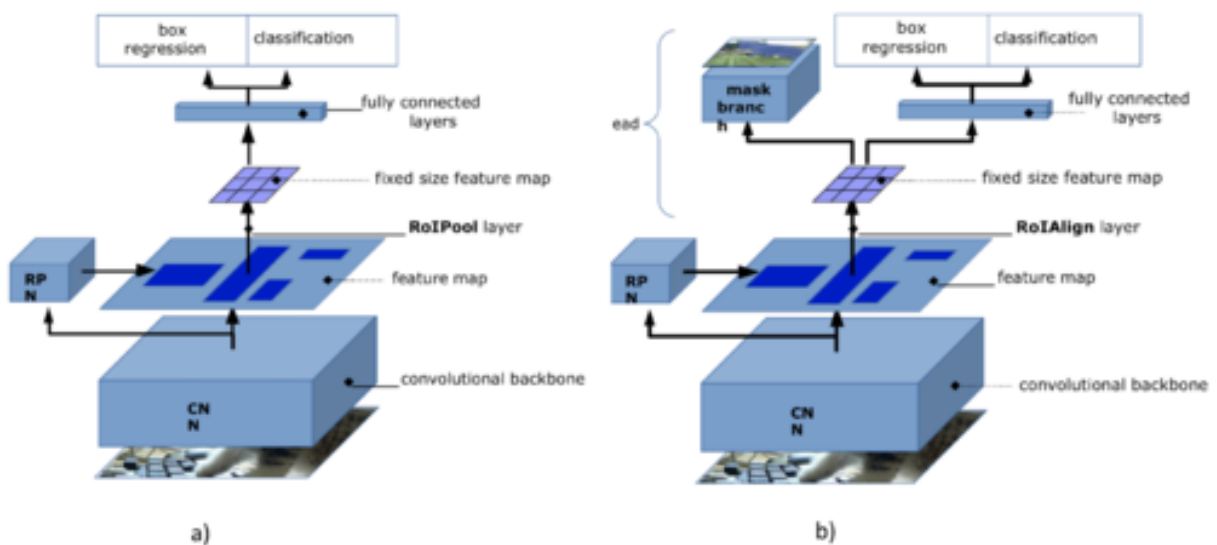 box
regression
classification
fully connected
layers
fixed size feature map
RoIPool layer
RP
N
feature map
convolutional backbone
CN
N
a)
box
regression
classification
mask
branc
h
ead
fully connected
layers
fixed size feature map
RoIAlign layer
RP
N
feature map
convolutional backbone
CN
N
b)